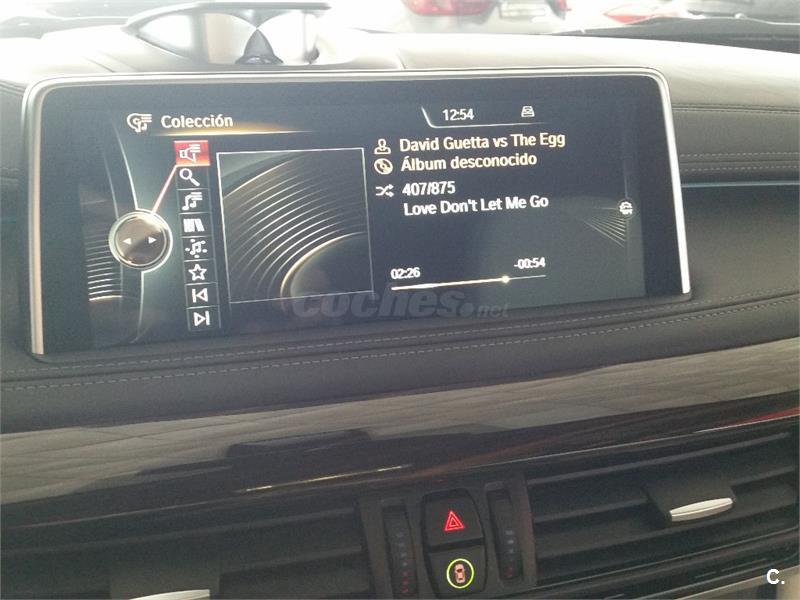 Colección
12:54
David Guetta vs The Egg
Álbum desconocido
407/875
Love Don't Let Me Go
02:26
-00:54
coches.net
C.